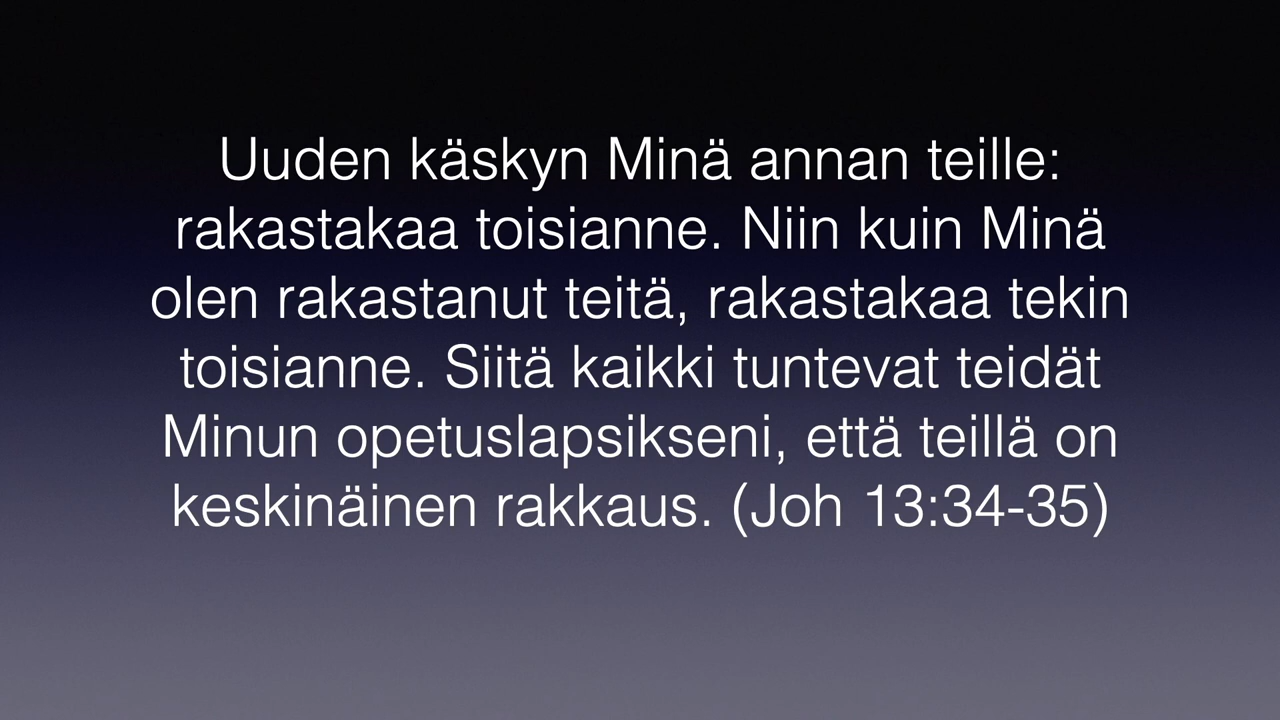 Uuden käskyn Minä annan teille:
rakastakaa toisianne. Niin kuin Minä
olen rakastanut teitä, rakastakaa tekin
toisianne. Siitä kaikki tuntevat teidät
Minun opetuslapsikseni, että teillä on
keskinäinen rakkaus. (Joh 13:34-35)